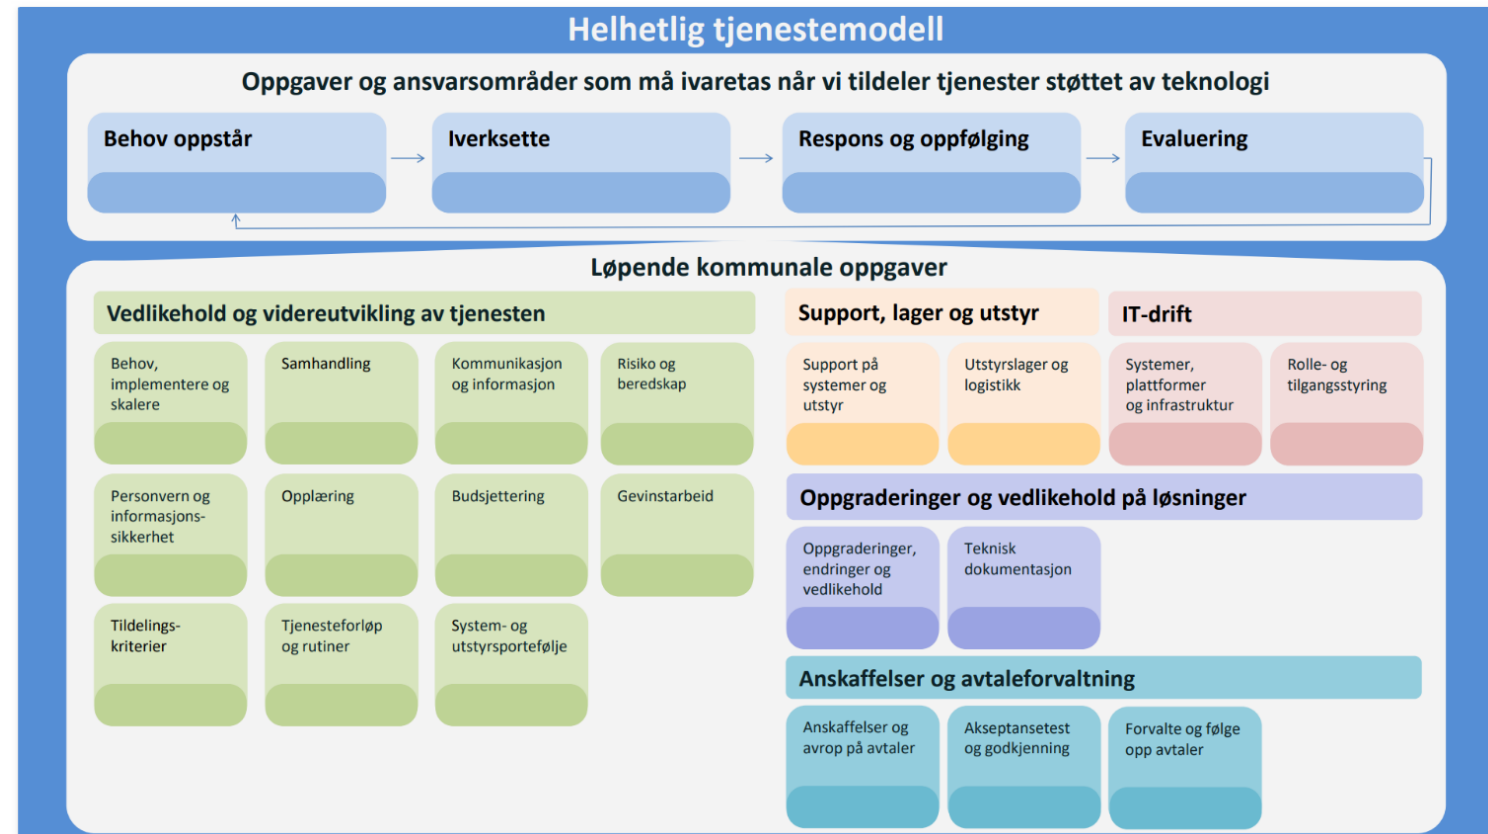 Helhetlig tjenestemodell
Oppgaver og ansvarsområder som må ivaretas når vi tildeler tjenester støttet av teknologi
Behov oppstår
Iverksette
Respons og oppfølging
Evaluering
Løpende kommunale oppgaver
Vedlikehold og videreutvikling av tjenesten
Behov,
implementere og
skalere
Samhandling
Kommunikasjon
og informasjon
Risiko og
beredskap
Personvern og
informasjons-
sikkerhet
Opplæring
Budsjettering
Gevinstarbeid
Tildelings-
kriterier
Tjenesteforløp
og rutiner
System- og
utstyrsportefølje
Support, lager og utstyr
Support på
systemer og
utstyr
Utstyrslager og
logistikk
IT-drift
Systemer,
plattformer
og infrastruktur
Rolle- og
tilgangsstyring
Oppgraderinger og vedlikehold på løsninger
Oppgraderinger,
endringer og
vedlikehold
Teknisk
dokumentasjon
Anskaffelser og avtaleforvaltning
Anskaffelser og
avrop på avtaler
Akseptansetest
og godkjenning
Forvalte og følge
opp avtaler